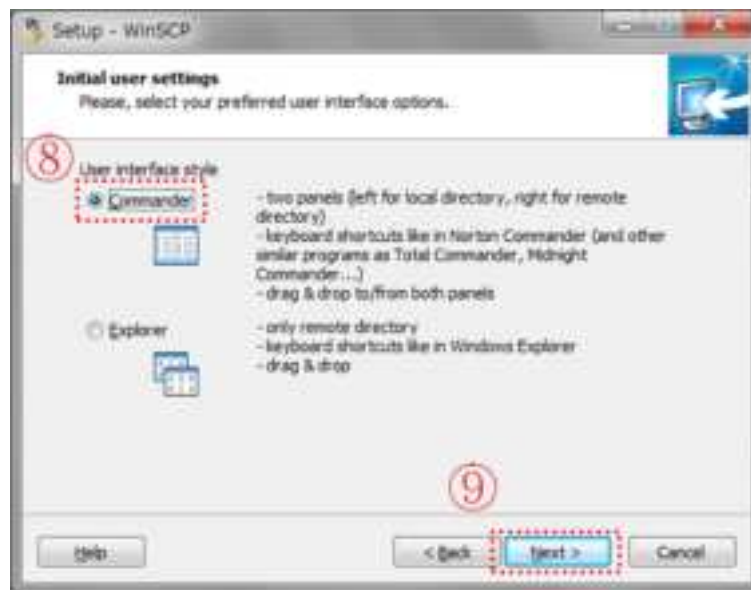 Setup - WinSCP
Initial user settings
Please, select your preferred user interface options.
⑧
User interface style
Commander
- two panels (left for local directory, right for remote
directory)
- keyboard shortcuts like in Norton Commander (and other
similar programs as Total Commander, Midnight
Commander...)
- drag & drop to/from both panels
Explorer
- only remote directory
- keyboard shortcuts like in Windows Explorer
- drag & drop
⑨
Help
< Back
Next >
Cancel